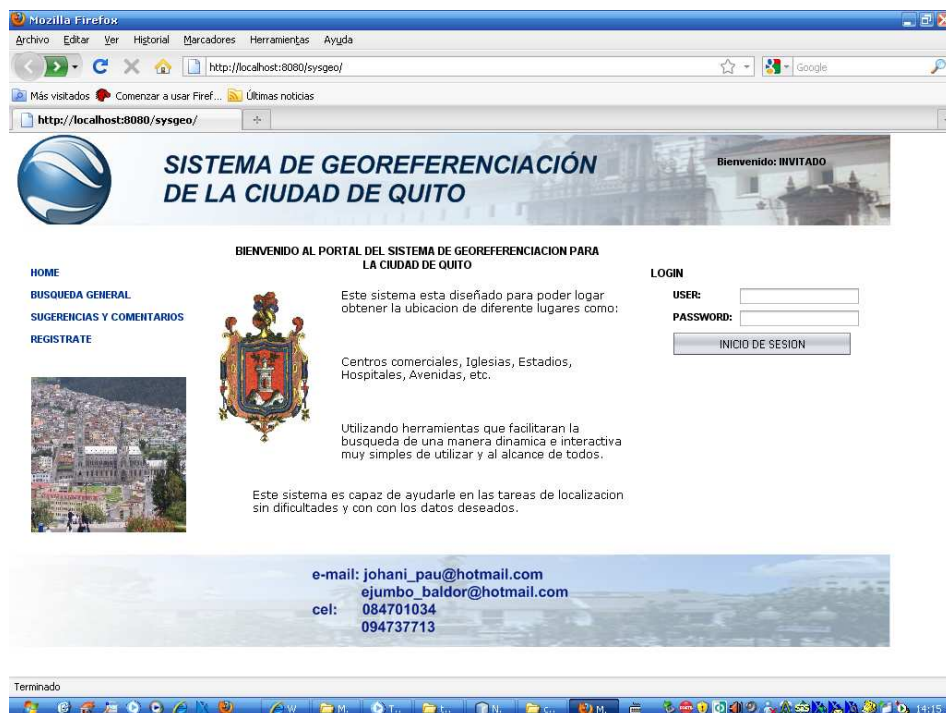 Mozilla Firefox
Archivo Editar Ver Historial Marcadores Herramientas Ayuda
http://localhost:8080/sysgeo/
Google
Más visitados Comenzar a usar Firef... Últimas noticias
http://localhost:8080/sysgeo/
SISTEMA DE GEOREFERENCIACIÓN
DE LA CIUDAD DE QUITO
Bienvenido: INVITADO
BIENVENIDO AL PORTAL DEL SISTEMA DE GEOREFERENCIACION PARA
LA CIUDAD DE QUITO
HOME
BUSQUEDA GENERAL
SUGERENCIAS Y COMENTARIOS
REGISTRATE
Este sistema esta diseñado para poder logar
obtener la ubicacion de diferente lugares como:
Centros comerciales, Iglesias, Estadios,
Hospitales, Avenidas, etc.
Utilizando herramientas que facilitaran la
busqueda de una manera dinamica e interactiva
muy simples de utilizar y al alcance de todos.
Este sistema es capaz de ayudarle en las tareas de localizacion
sin dificultades y con con los datos deseados.
LOGIN
USER:
PASSWORD:
INICIO DE SESION
e-mail: johani_pau@hotmail.com
ejumbo_baldor@hotmail.com
cel: 084701034
094737713
Terminado
W M. T.. t.. N. c.. M. 14:15